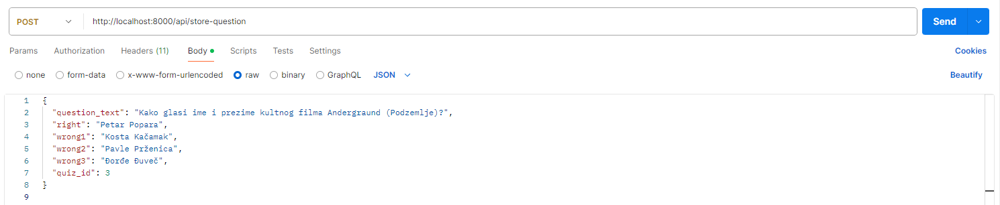 POST http://localhost:8000/api/store-question Send
Params Authorization Headers (11) Body Scripts Tests Settings Cookies
none form-data x-www-form-urlencoded raw binary GraphQL JSON Beautify
1 {
2 "question_text": "Kako glasi ime i prezime kultnog filma Andergraund (Podzemlje)?",
3 "right": "Petar Popara",
4 "wrong1": "Kosta Kačamak",
5 "wrong2": "Pavle Prženica",
6 "wrong3": "Đorđe Đuveč",
7 "quiz_id": 3
8 }
9